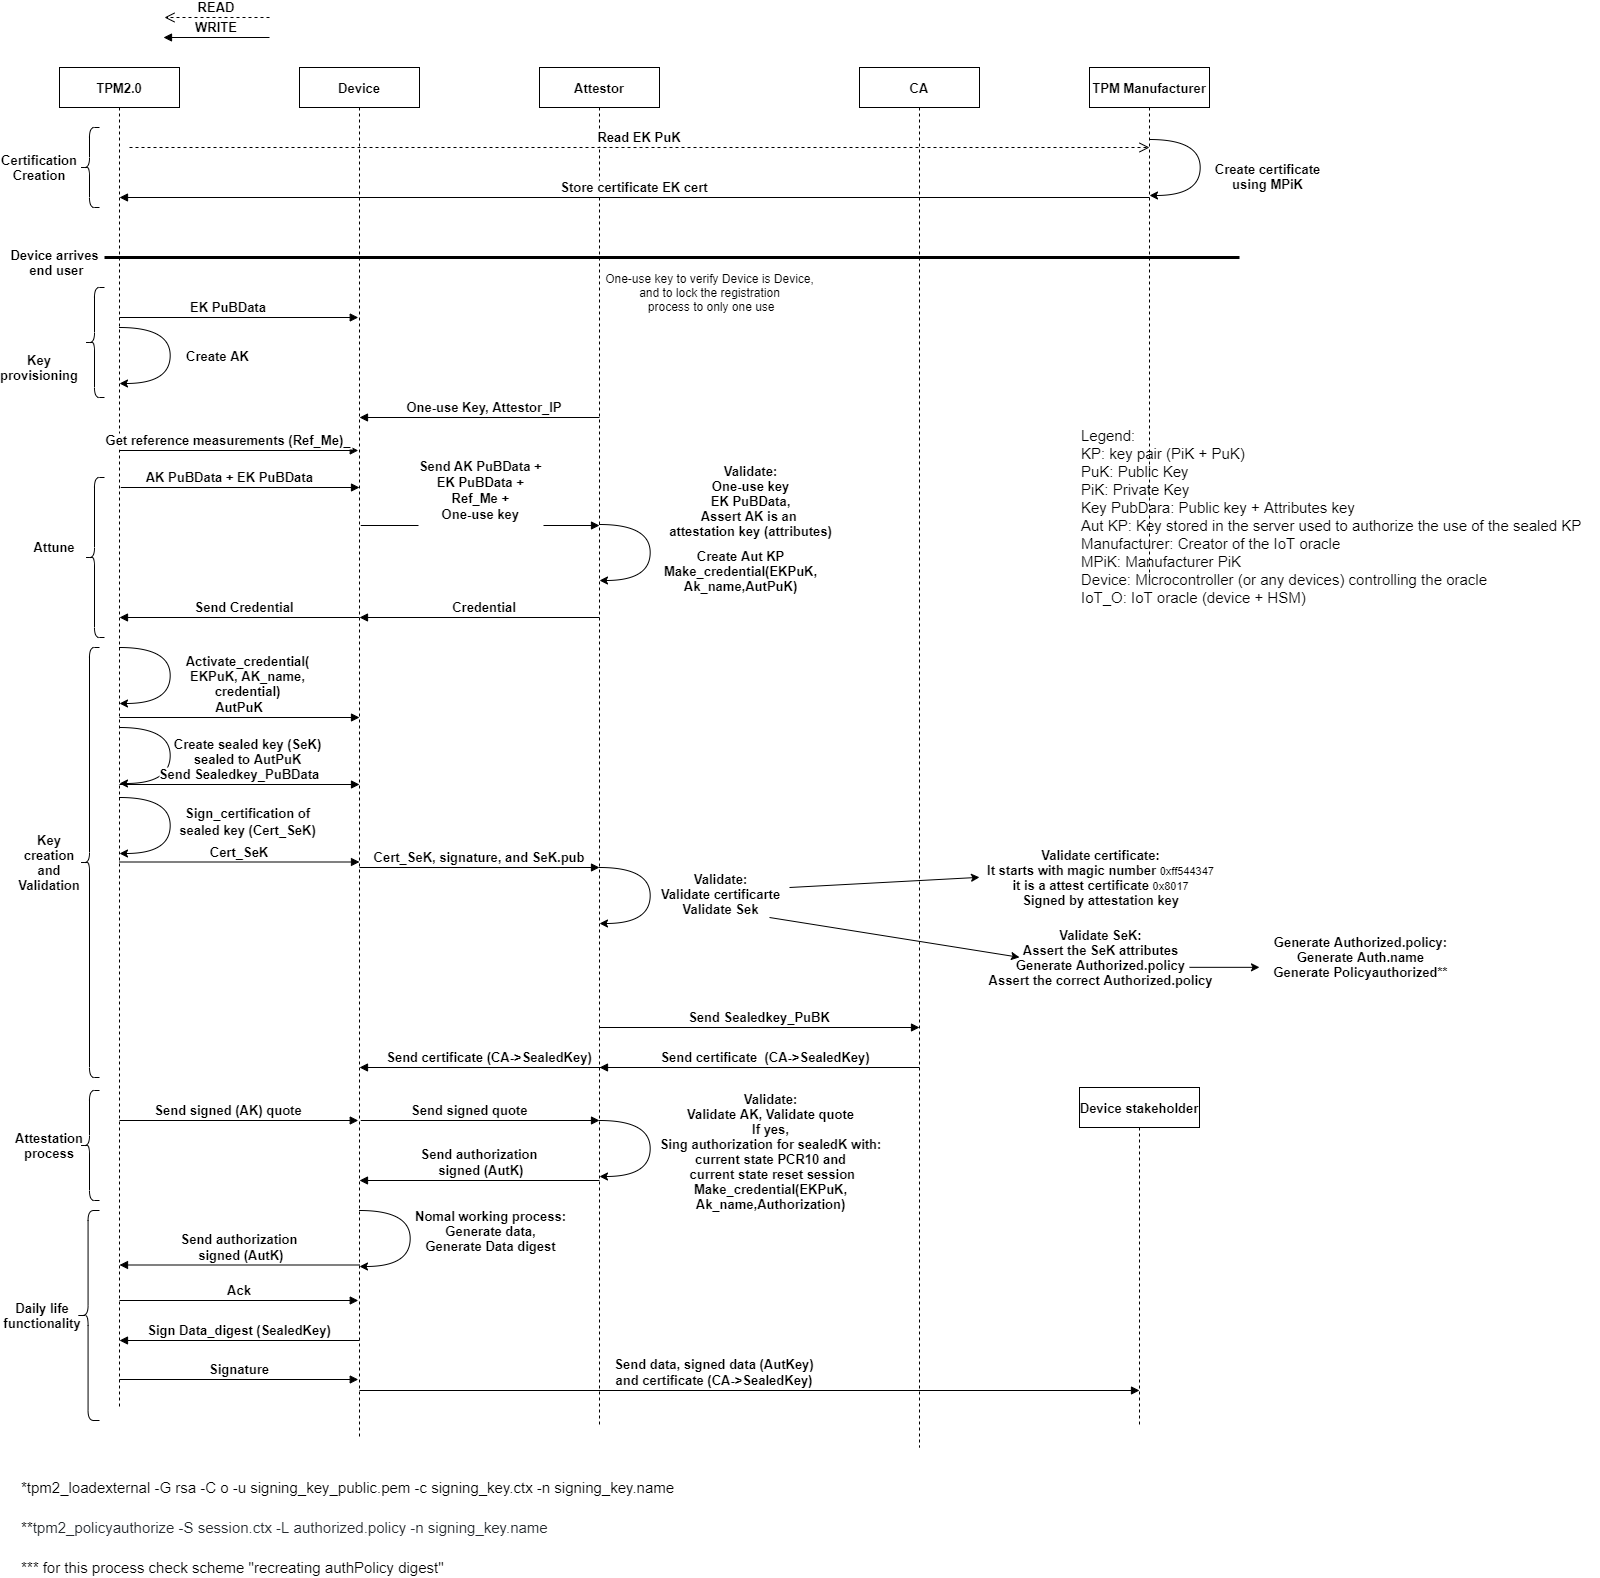 READ
WRITE
TPM2.0
Device
Attestor
CA
TPM Manufacturer
Certification
Creation
Read EK PuK
Create certificate
using MPiK
Store certificate EK cert
Device arrives
end user
One-use key to verify Device is Device,
and to lock the registration
process to only one use
Key
provisioning
EK PuBData
Create AK
One-use Key, Attestor_IP
Get reference measurements (Ref_Me)_
Attune
AK PuBData + EK PuBData
Send AK PuBData +
EK PuBData +
Ref_Me +
One-use key
Validate:
One-use key
EK PuBData,
Assert AK is an
attestation key (attributes)
Create Aut KP
Make_credential(EKPuK,
Ak_name,AutPuK)
Send Credential
Credential
Legend:
KP: key pair (PiK + PuK)
PuK: Public Key
PiK: Private Key
Key PubDara: Public key + Attributes key
Aut KP: Key stored in the server used to authorize the use of the sealed KP
Manufacturer: Creator of the IoT oracle
MPiK: Manufacturer PiK
Device: MIcrocontroller (or any devices) controlling the oracle
IoT_O: IoT oracle (device + HSM)
Key
creation
and
Validation
Activate_credential(
EKPuK, AK_name,
credential)
AutPuK
Create sealed key (SeK)
sealed to AutPuK
Send Sealedkey_PuBData
Sign_certification of
sealed key (Cert_SeK)
Cert_SeK
Cert_SeK, signature, and SeK.pub
Validate:
Validate certificarte
Validate Sek
Validate certificate:
It starts with magic number 0xff544347
it is a attest certificate 0x8017
Signed by attestation key
Validate SeK:
Assert the SeK attributes
Generate Authorized.policy
Assert the correct Authorized.policy
Generate Authorized.policy:
Generate Auth.name
Generate Policyauthorized**
Send Sealedkey_PuBK
Send certificate (CA->SealedKey)
Send certificate  (CA->SealedKey)
Device stakeholder
Attestation
process
Send signed (AK) quote
Send signed quote
Validate:
Validate AK, Validate quote
If yes,
Sing authorization for sealedK with:
current state PCR10 and
current state reset session
Make_credential(EKPuK,
Ak_name,Authorization)
Send authorization
signed (AutK)
Daily life
functionality
Nomal working process:
Generate data,
Generate Data digest
Send authorization
signed (AutK)
Ack
Sign Data_digest (SealedKey)
Signature
Send data, signed data (AutKey)
and certificate (CA->SealedKey)
*tpm2_loadexternal -G rsa -C o -u signing_key_public.pem -c signing_key.ctx -n signing_key.name
**tpm2_policyauthorize -S session.ctx -L authorized.policy -n signing_key.name
*** for this process check scheme "recreating authPolicy digest"